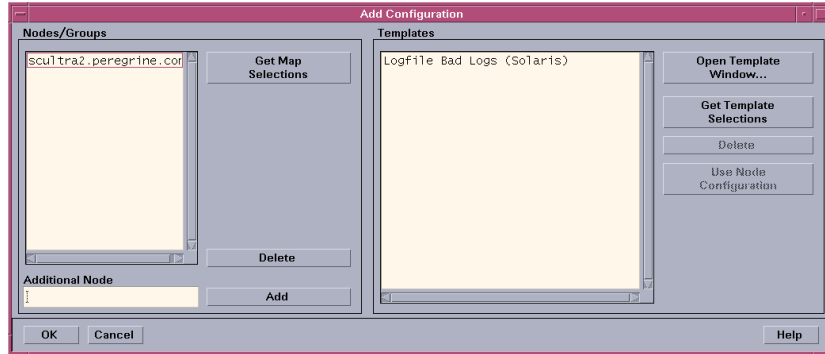 Add Configuration
Nodes/Groups
scultra2.peregrine.com
Get Map
Selections
Delete
Additional Node
Add
Templates
Logfile Bad Logs (Solaris)
Open Template
Window...
Get Template
Selections
Delete
Use Node
Configuration
OK
Cancel
Help